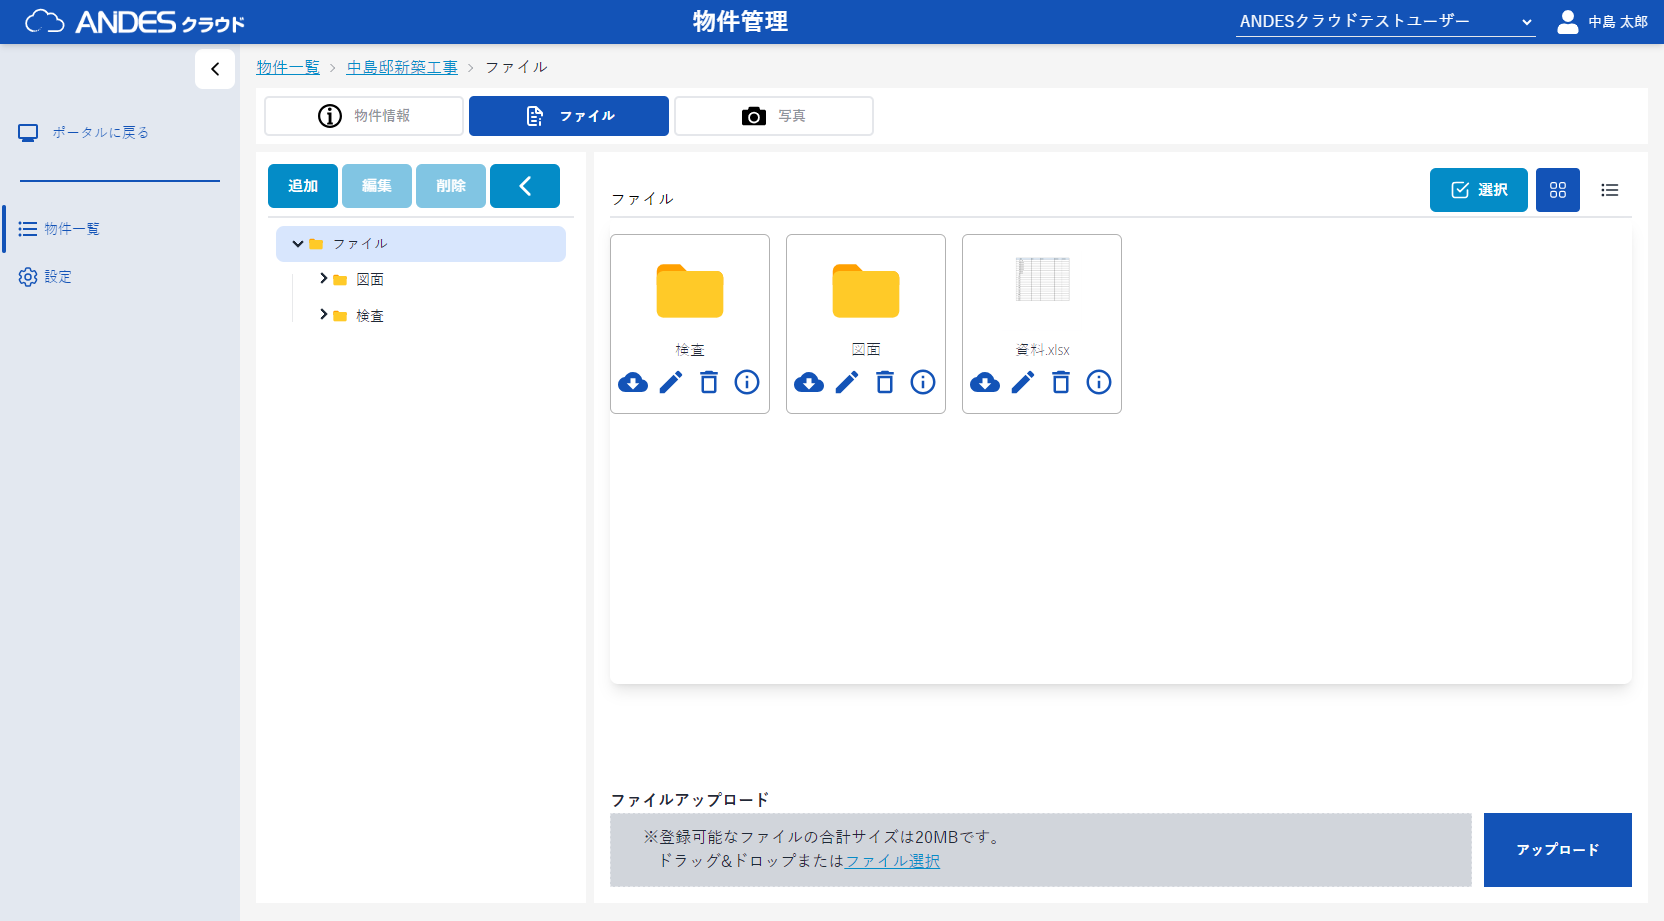 ANDES クラウド
物件管理
ANDESクラウドテストユーザー
中島 太郎
物件一覧 > 中島邸新築工事 > ファイル
ポータルに戻る
物件一覧
設定
物件情報
ファイル
写真
追加
編集
削除
ファイル
図面
検査
ファイル
選択
検査
図面
資料.xlsx
ファイルアップロード
※登録可能なファイルの合計サイズは20MBです。
ドラッグ&ドロップまたはファイル選択
アップロード